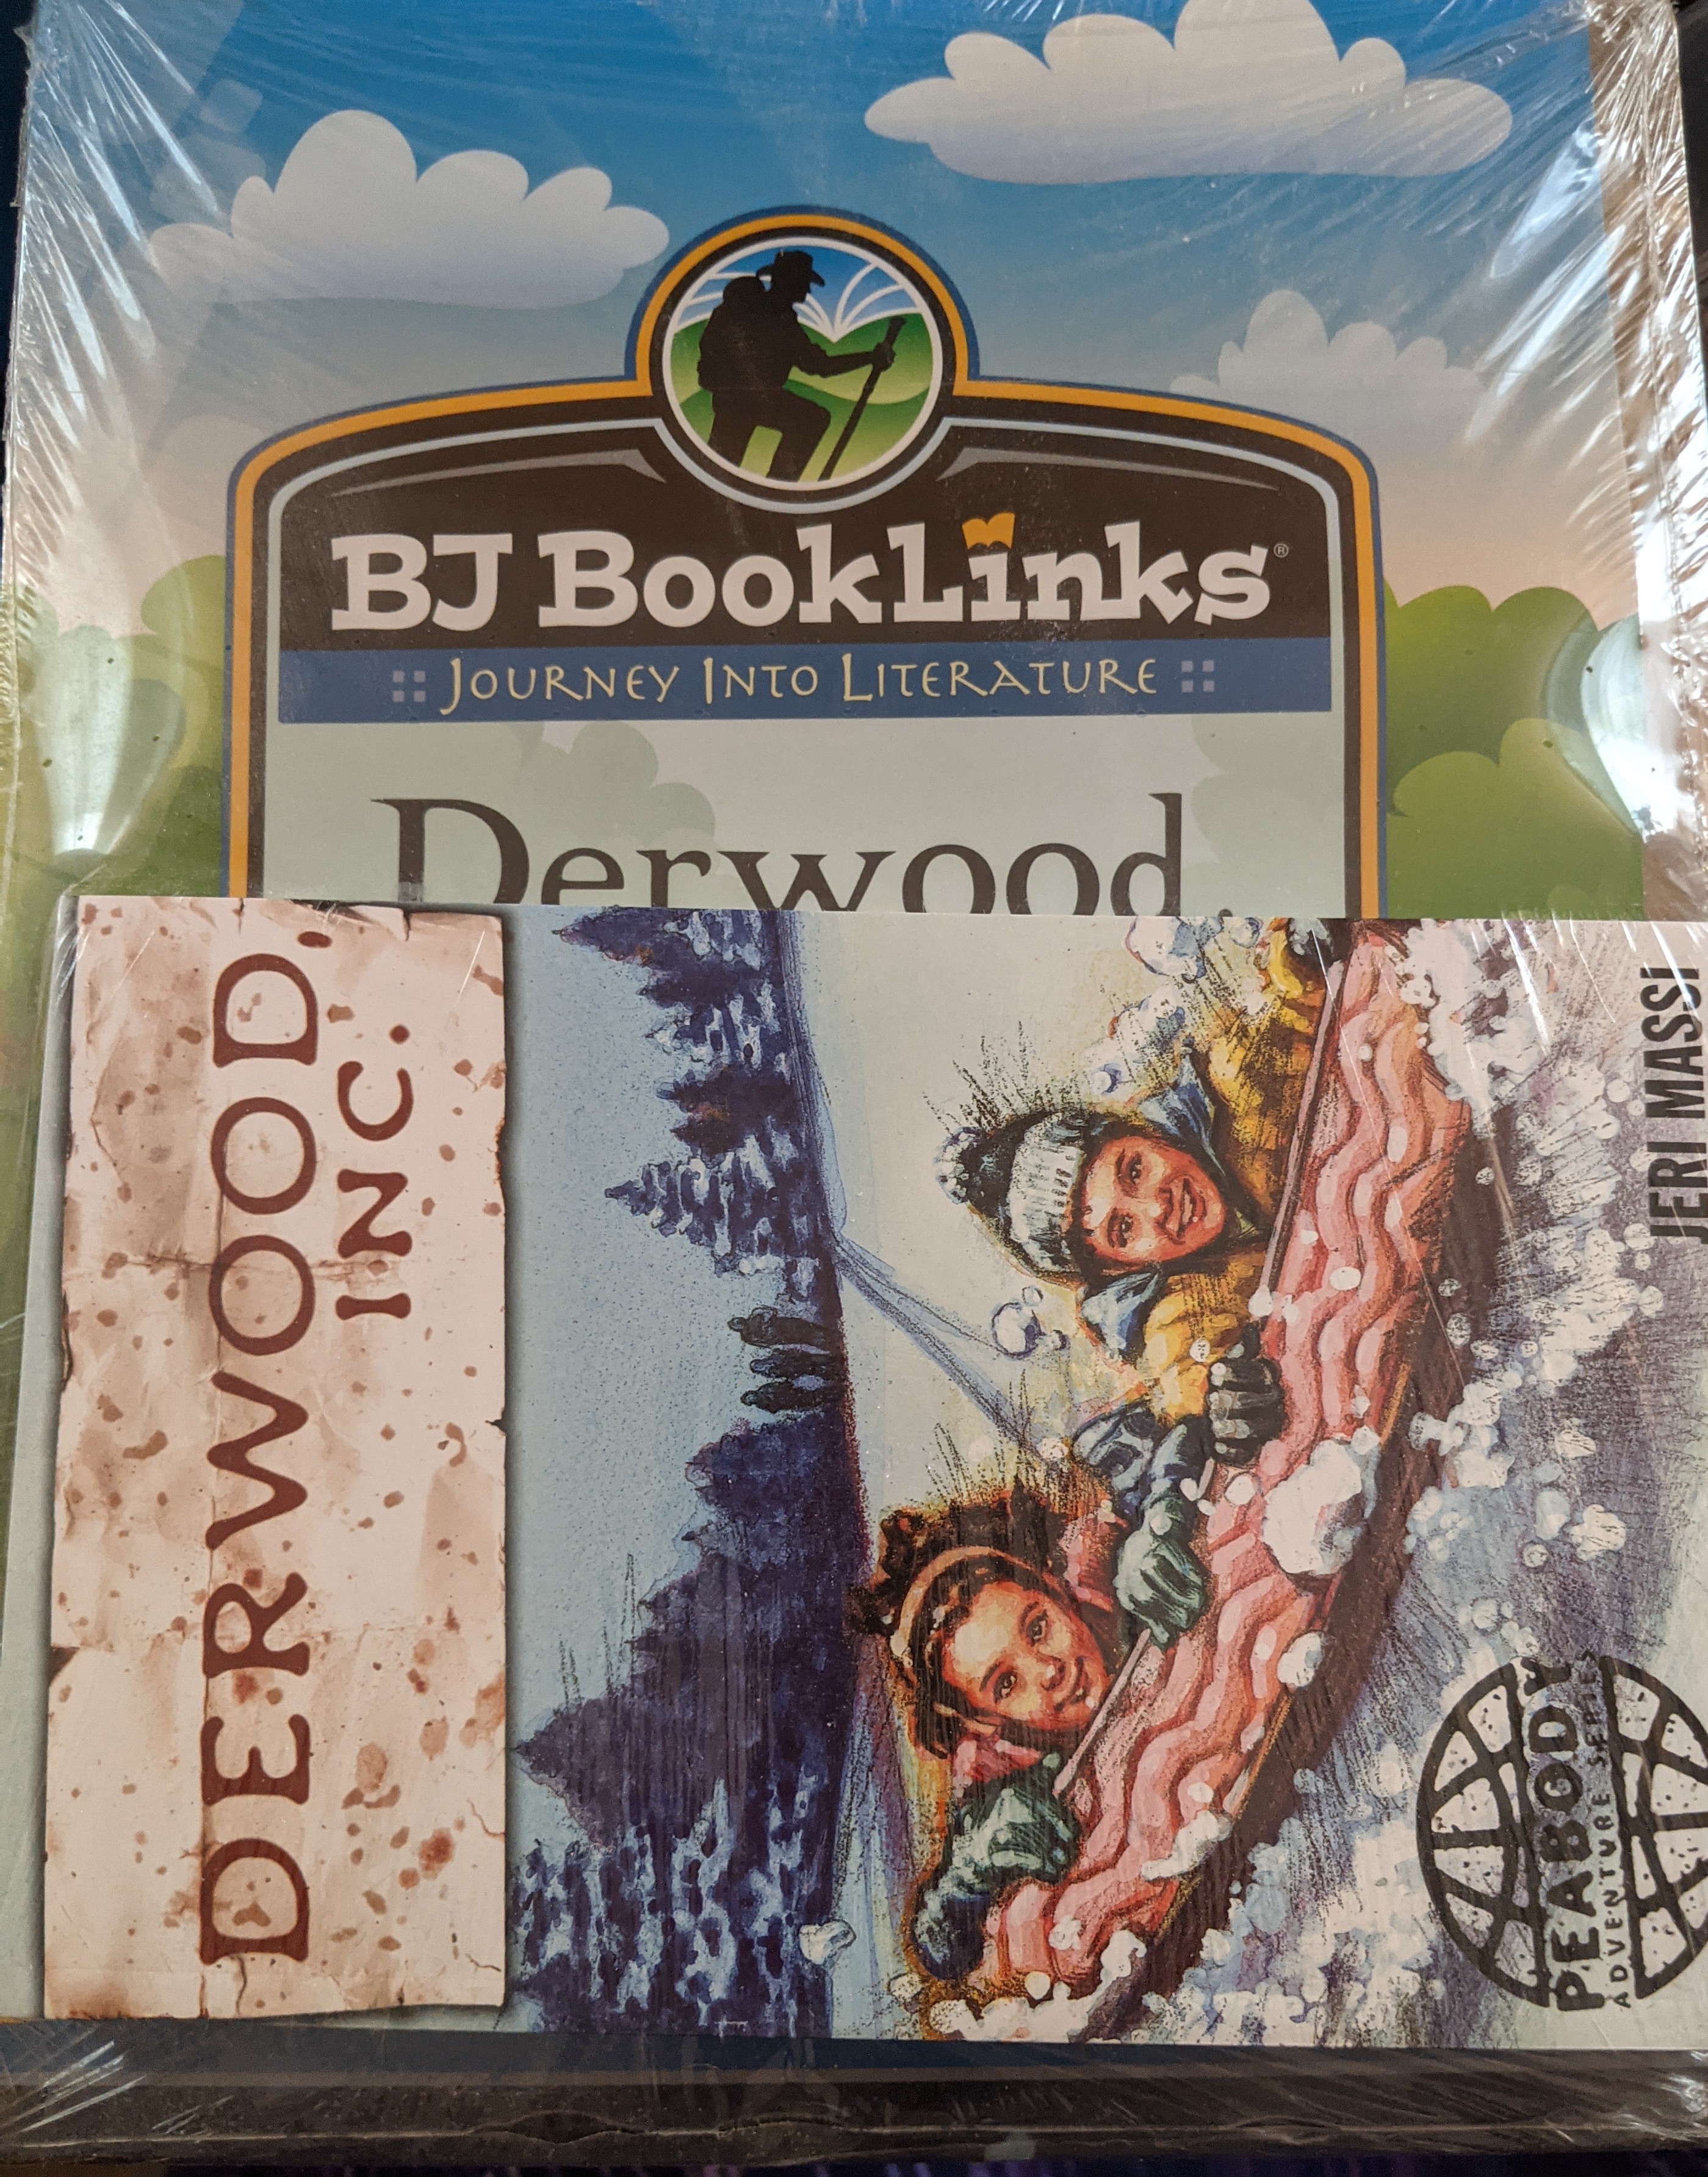 BJ BookLinks®
Journey Into Literature
Derwood,
DERWOOD,
INC.
JERI MASSI
PEABODY
ADVENTURE SERIES